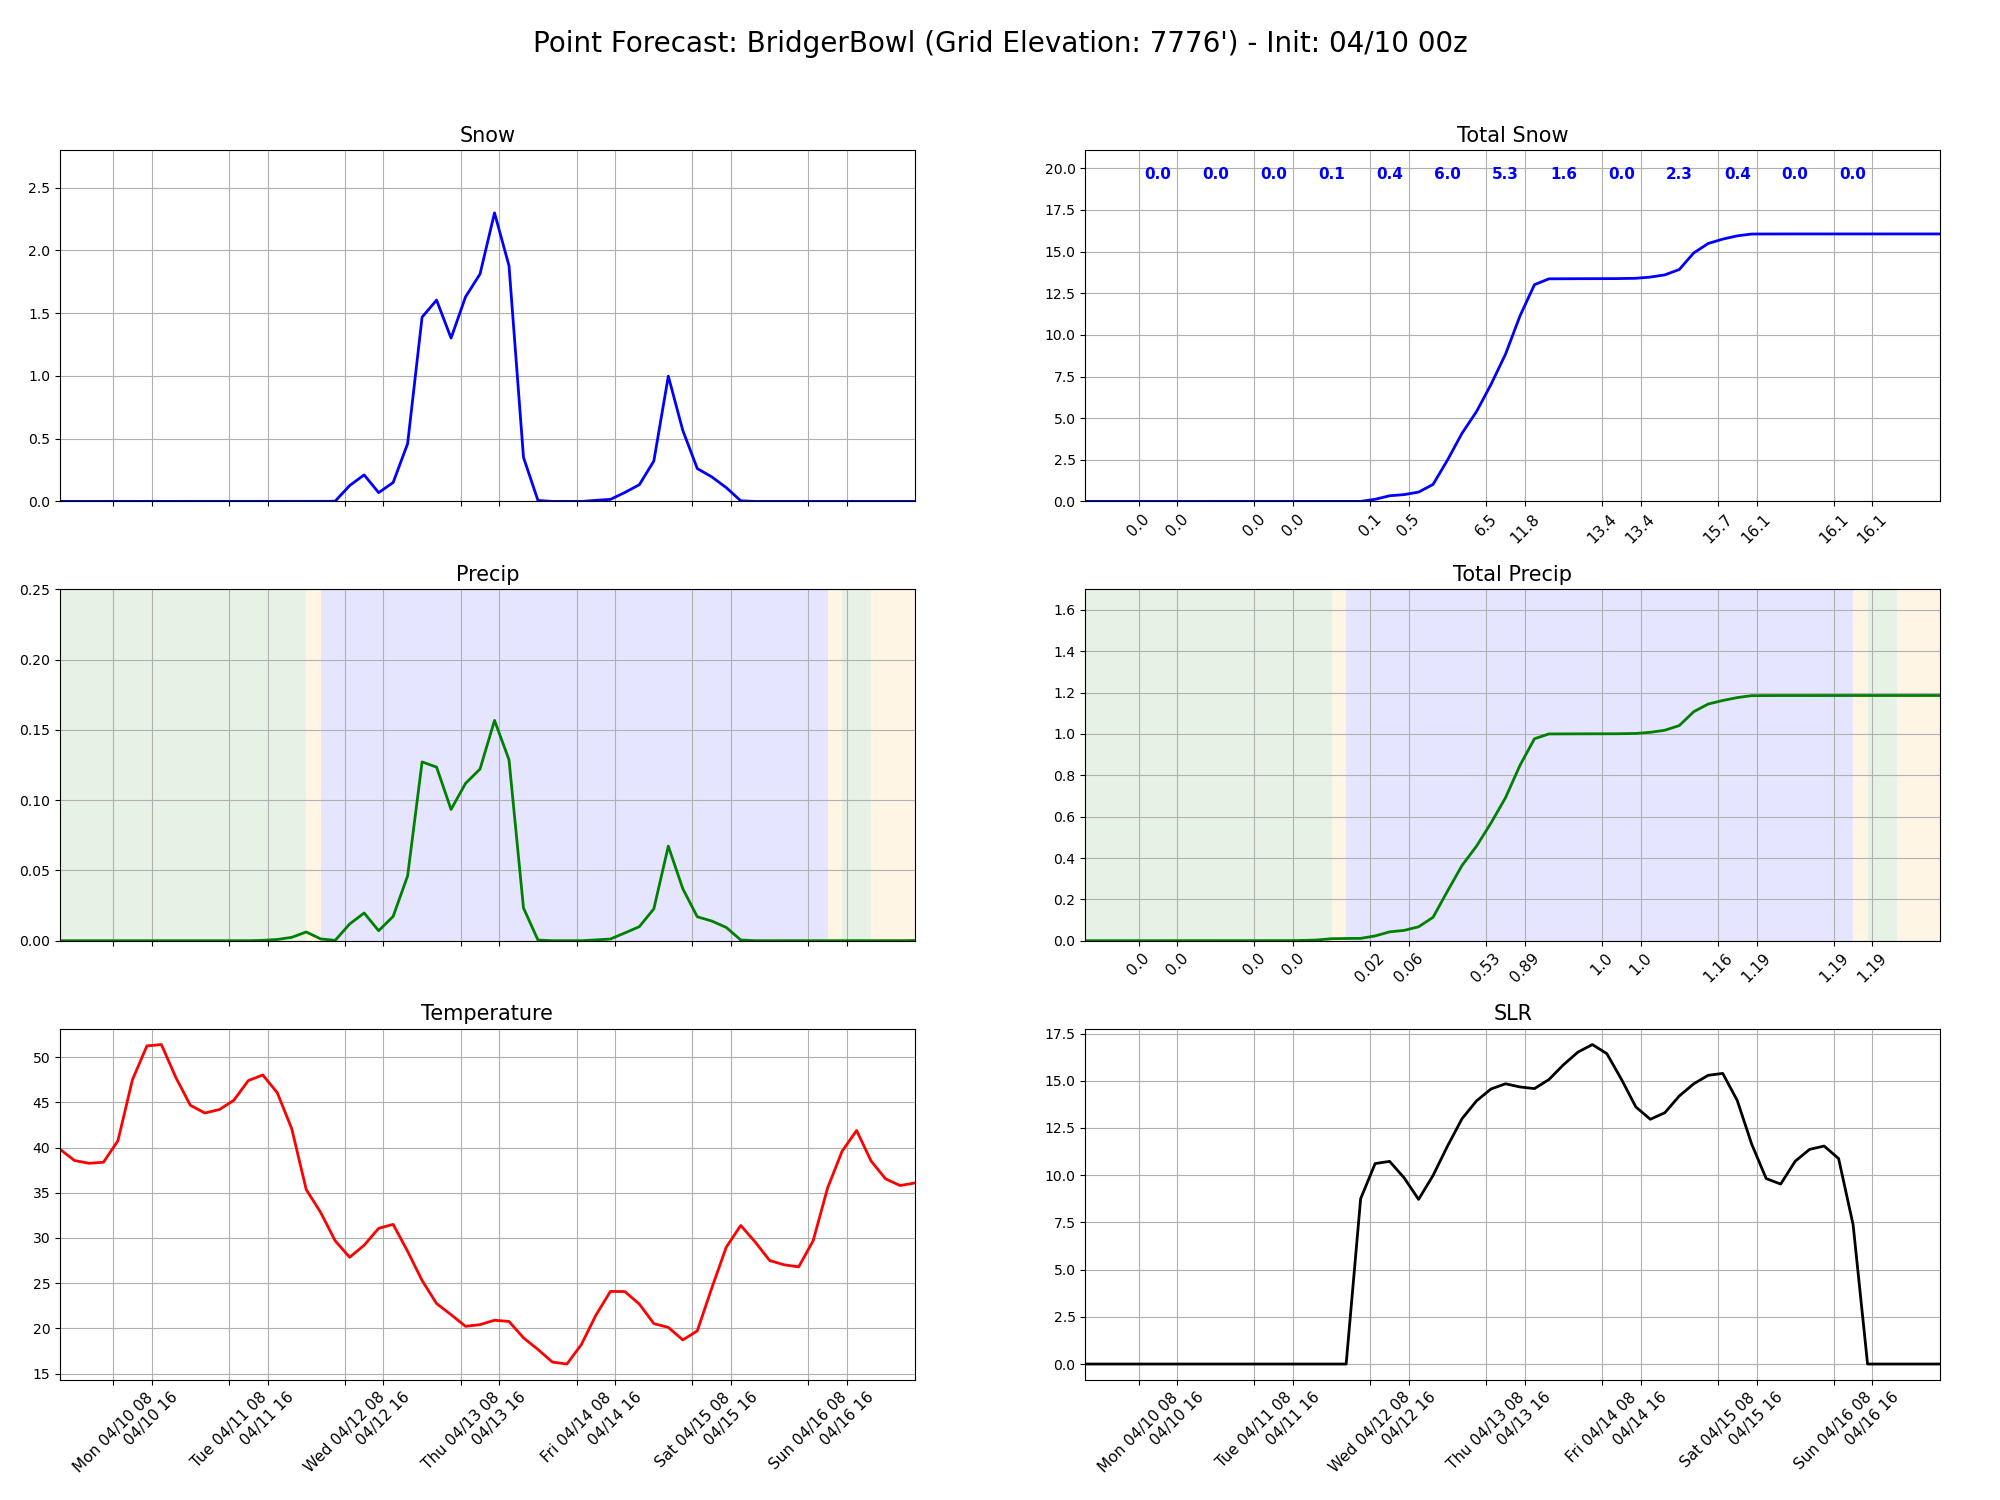 Point Forecast: BridgerBowl (Grid Elevation: 7776') - Init: 04/10 00z
Snow
2.5
2.0
1.5
1.0
0.5
0.0
Total Snow
20.0
17.5
15.0
12.5
10.0
7.5
5.0
2.5
0.0
0.0 0.0 0.0 0.1 0.4 6.0 5.3 1.6 0.0 2.3 0.4 0.0 0.0
0.0 0.0 0.0 0.0 0.1 0.5 6.5 11.8 13.4 13.4 15.7 16.1 16.1 16.1
Precip
0.25
0.20
0.15
0.10
0.05
0.00
Total Precip
1.6
1.4
1.2
1.0
0.8
0.6
0.4
0.2
0.0
0.0 0.0 0.0 0.0 0.02 0.06 0.53 0.89 1.0 1.0 1.16 1.19 1.19 1.19
Temperature
50
45
40
35
30
25
20
15
Mon 04/10 08
04/10 16
Tue 04/11 08
04/11 16
Wed 04/12 08
04/12 16
Thu 04/13 08
04/13 16
Fri 04/14 08
04/14 16
Sat 04/15 08
04/15 16
Sun 04/16 08
04/16 16
SLR
17.5
15.0
12.5
10.0
7.5
5.0
2.5
0.0
Mon 04/10 08
04/10 16
Tue 04/11 08
04/11 16
Wed 04/12 08
04/12 16
Thu 04/13 08
04/13 16
Fri 04/14 08
04/14 16
Sat 04/15 08
04/15 16
Sun 04/16 08
04/16 16